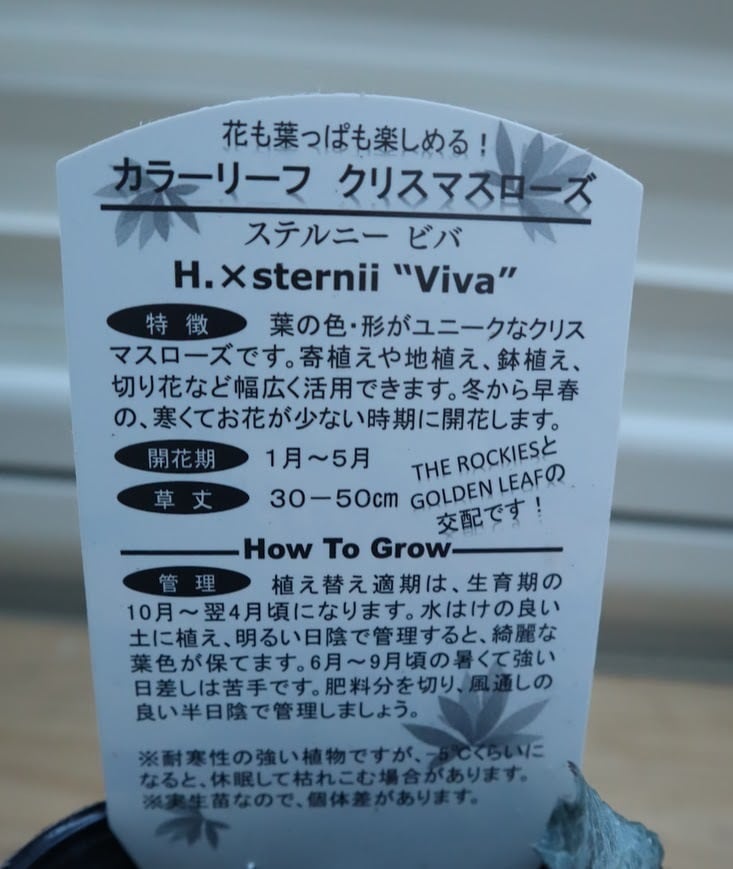 花も葉っぱも楽しめる！
カラーリーフ クリスマスローズ
ステルニー ビバ
H.×sternii “Viva”
特徴 葉の色・形がユニークなクリス
マスローズです。寄植えや地植え、鉢植え、
切り花など幅広く活用できます。冬から早春
の、寒くてお花が少ない時期に開花します。
開花期 1月～5月
草丈 30－50㎝
THE ROCKIESと
GOLDEN LEAFの
交配です！
How To Grow
管理 植え替え適期は、生育期の
10月～翌4月頃になります。水はけの良い
土に植え、明るい日陰で管理すると、綺麗な
葉色が保てます。6月～9月頃の暑くて強い
日差しは苦手です。肥料分を切り、風通しの
良い半日陰で管理しましょう。
※耐寒性の強い植物ですが、－5℃くらいに
なると、休眠して枯れこむ場合があります。
※実生苗なので、個体差があります。